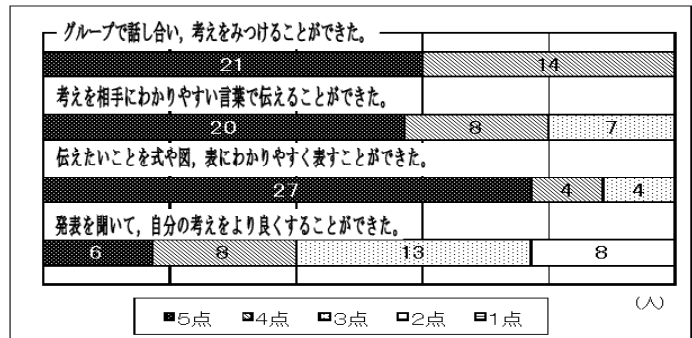 グループで話し合い，考えをみつけることができた。
21 14
考えを相手にわかりやすい言葉で伝えることができた。
20 8 7
伝えたいことを式や図，表にわかりやすく表すことができた。
27 4 4
発表を聞いて，自分の考えをより良くすることができた。
6 8 13 8
(人)
5点 4点 3点 2点 1点